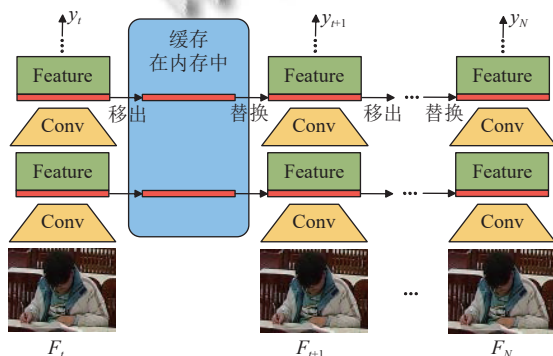 y_t
y_{t+1}
y_N
缓存
在内存中
Feature
Feature
Feature
移出
替换
移出
...
替换
Conv
Conv
Conv
Feature
Feature
...
Feature
Conv
Conv
Conv
...
F_t
F_{t+1}
F_N